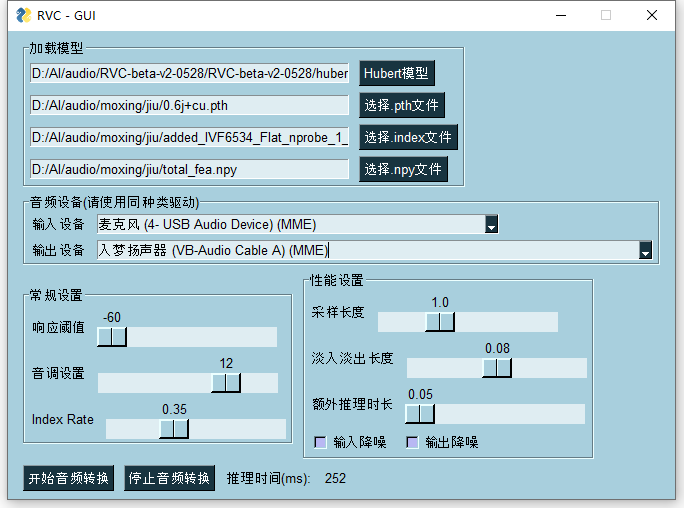 RVC - GUI
加载模型
D:/AI/audio/RVC-beta-v2-0528/RVC-beta-v2-0528/huber Hubert模型
D:/AI/audio/moxing/jiu/0.6j+cu.pth 选择.pth文件
D:/AI/audio/moxing/jiu/added_IVF6534_Flat_nprobe_1_ 选择.index文件
D:/AI/audio/moxing/jiu/total_fea.npy 选择.npy文件
音频设备(请使用同种类驱动)
输入设备 麦克风 (4- USB Audio Device) (MME)
输出设备 入梦扬声器 (VB-Audio Cable A) (MME)
常规设置
-60
响应阈值
12
音调设置
0.35
Index Rate
性能设置
1.0
采样长度
0.08
淡入淡出长度
0.05
额外推理时长
输入降噪 输出降噪
开始音频转换 停止音频转换 推理时间(ms): 252